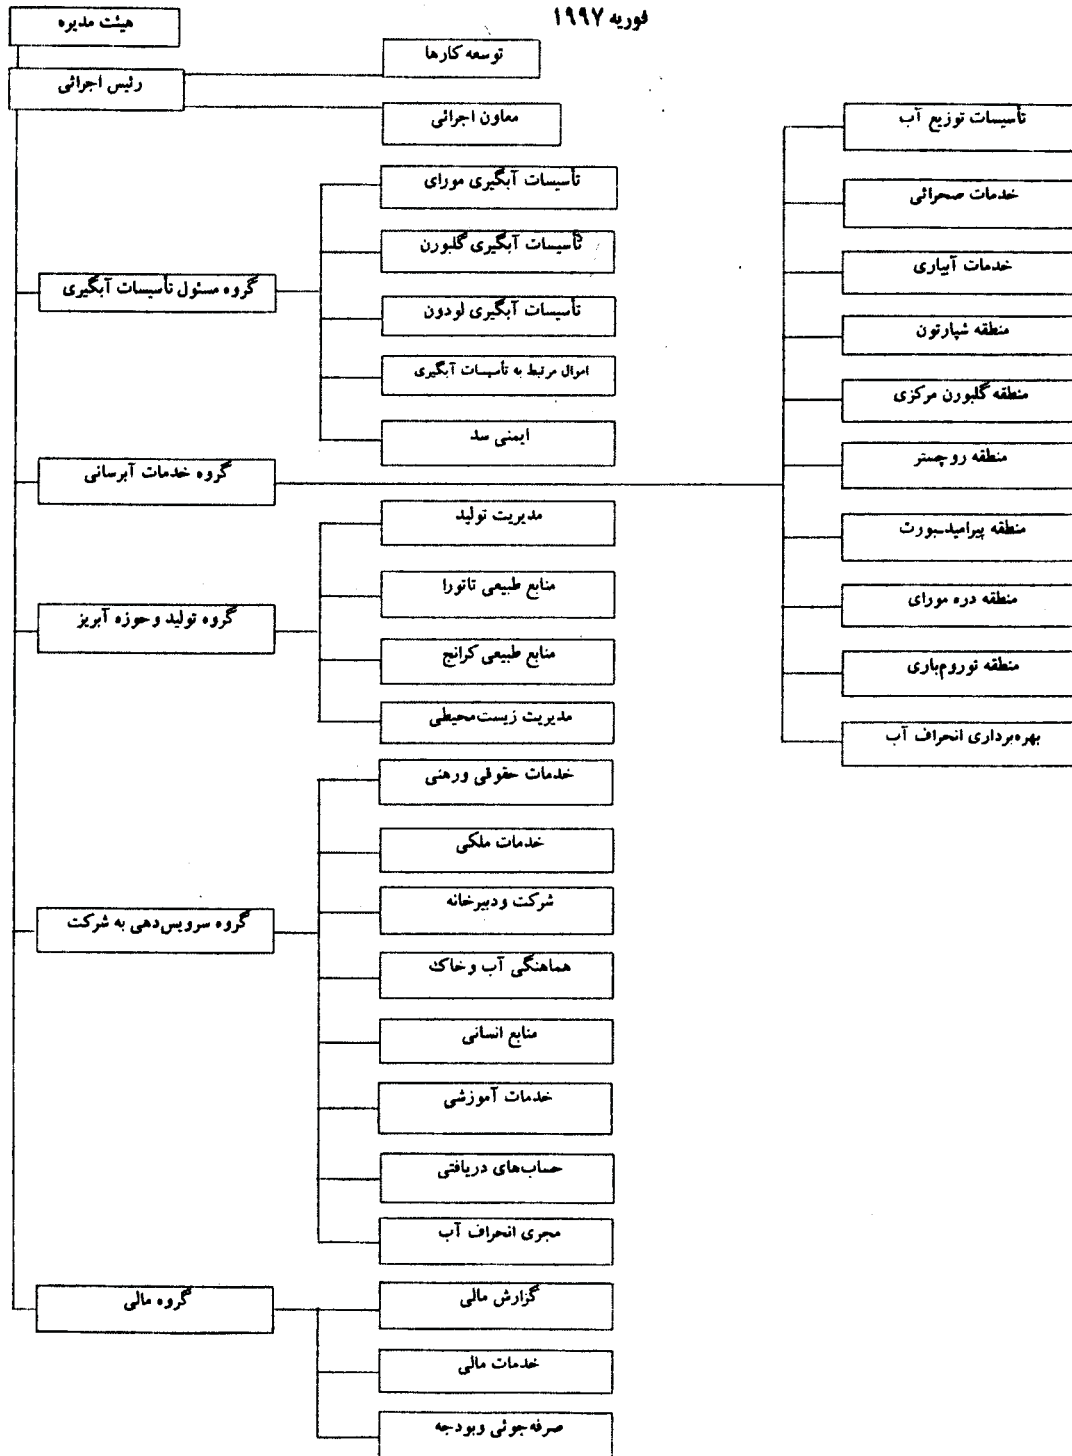 فوریه ۱۹۹۷
هیئت مدیره
رئیس اجرائی
توسعه کارها
معاون اجرائی
گروه مسئول تأسیسات آبگیری
تأسیسات آبگیری مورای
تأسیسات آبگیری گلبورن
تأسیسات آبگیری لودون
اموال مرتبط به تأسیسات آبگیری
ایمنی سد
گروه خدمات آبرسانی
تأسیسات توزیع آب
خدمات صحرائی
خدمات آبیاری
منطقه شپارتون
منطقه گلبورن مرکزی
منطقه روچستر
منطقه پیرامید-بورت
منطقه دره مورای
منطقه توروم‌باری
بهره‌برداری انحراف آب
گروه تولید و حوزه آبریز
مدیریت تولید
منابع طبیعی تاتورا
منابع طبیعی کرانج
مدیریت زیست‌محیطی
گروه سرویس‌دهی به شرکت
خدمات حقوقی ورهنی
خدمات ملکی
شرکت ودبیرخانه
هماهنگی آب و خاک
منابع انسانی
خدمات آموزشی
حساب‌های دریافتی
مجری انحراف آب
گروه مالی
گزارش مالی
خدمات مالی
صرفه‌جوئی وبودجه